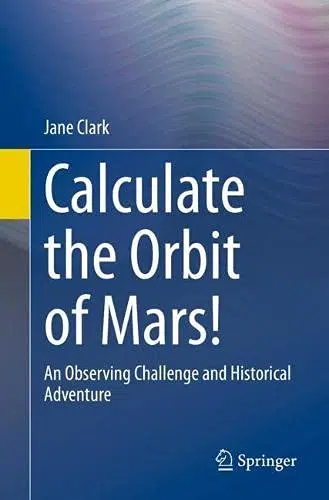 Jane Clark
Calculate
the Orbit
of Mars!
An Observing Challenge and Historical
Adventure
Springer